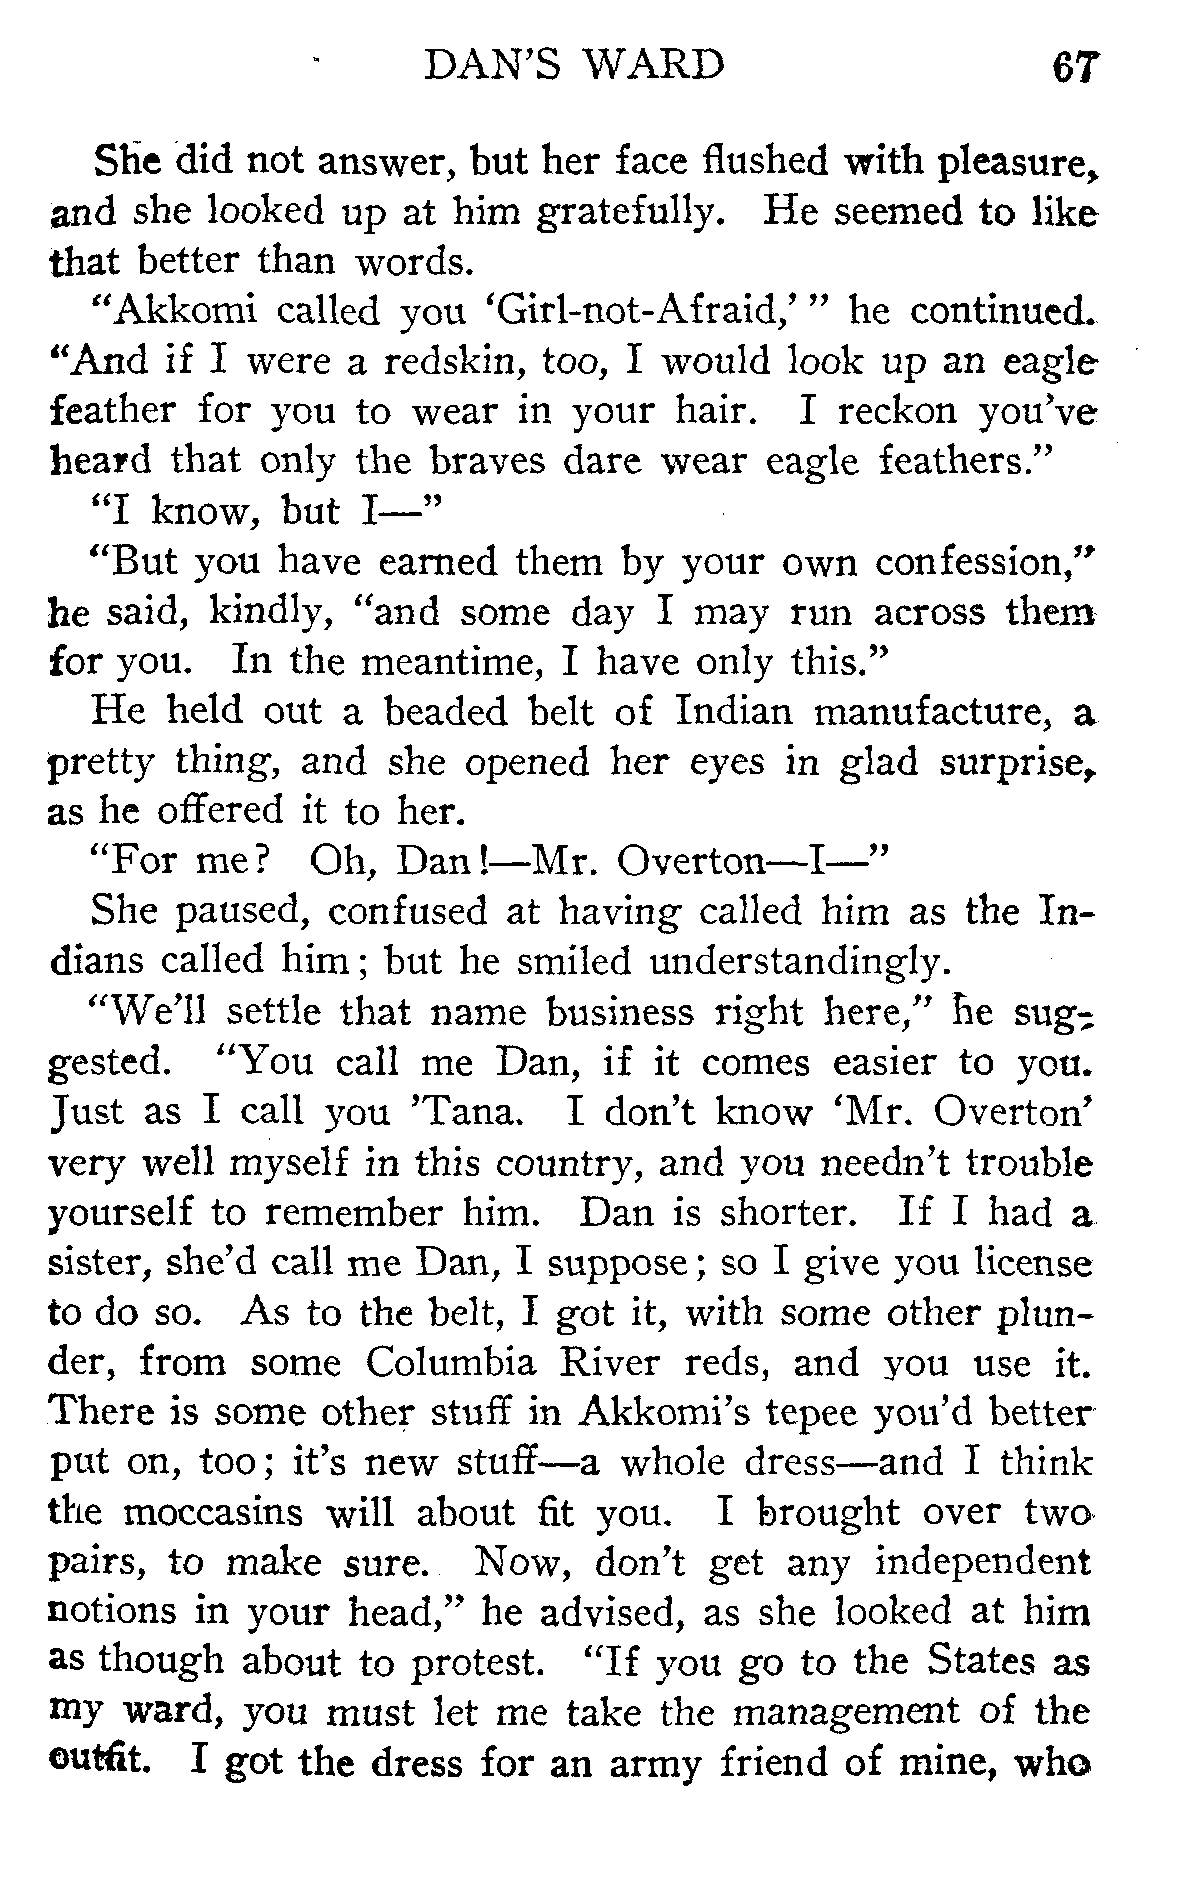 DAN'S WARD 67
She did not answer, but her face flushed with pleasure,
and she looked up at him gratefully. He seemed to like
that better than words.
"Akkomi called you 'Girl-not-Afraid,' " he continued.
"And if I were a redskin, too, I would look up an eagle
feather for you to wear in your hair. I reckon you've
heard that only the braves dare wear eagle feathers."
"I know, but I—"
"But you have earned them by your own confession,"
he said, kindly, "and some day I may run across them
for you. In the meantime, I have only this."
He held out a beaded belt of Indian manufacture, a
pretty thing, and she opened her eyes in glad surprise,
as he offered it to her.
"For me? Oh, Dan!—Mr. Overton—I—"
She paused, confused at having called him as the In-
dians called him; but he smiled understandingly.
"We'll settle that name business right here," he sug-
gested. "You call me Dan, if it comes easier to you.
Just as I call you 'Tana. I don't know 'Mr. Overton'
very well myself in this country, and you needn't trouble
yourself to remember him. Dan is shorter. If I had a
sister, she'd call me Dan, I suppose; so I give you license
to do so. As to the belt, I got it, with some other plun-
der, from some Columbia River reds, and you use it.
There is some other stuff in Akkomi's tepee you'd better
put on, too; it's new stuff—a whole dress—and I think
the moccasins will about fit you. I brought over two
pairs, to make sure. Now, don't get any independent
notions in your head," he advised, as she looked at him
as though about to protest. "If you go to the States as
my ward, you must let me take the management of the
outfit. I got the dress for an army friend of mine, who